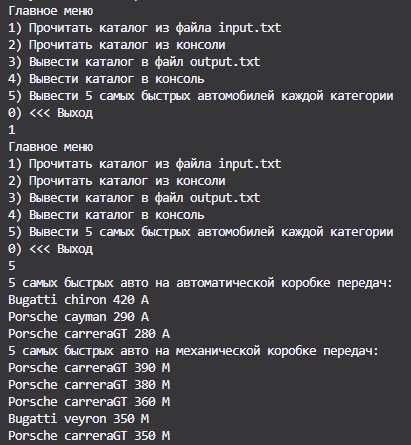 Главное меню
1) Прочитать каталог из файла input.txt
2) Прочитать каталог из консоли
3) Вывести каталог в файл output.txt
4) Вывести каталог в консоль
5) Вывести 5 самых быстрых автомобилей каждой категории
0) <<< Выход
1
Главное меню
1) Прочитать каталог из файла input.txt
2) Прочитать каталог из консоли
3) Вывести каталог в файл output.txt
4) Вывести каталог в консоль
5) Вывести 5 самых быстрых автомобилей каждой категории
0) <<< Выход
5
5 самых быстрых авто на автоматической коробке передач:
Bugatti chiron 420 A
Porsche cayman 290 A
Porsche carreraGT 280 A
5 самых быстрых авто на механической коробке передач:
Porsche carreraGT 390 M
Porsche carreraGT 380 M
Porsche carreraGT 360 M
Bugatti veyron 350 M
Porsche carreraGT 350 M